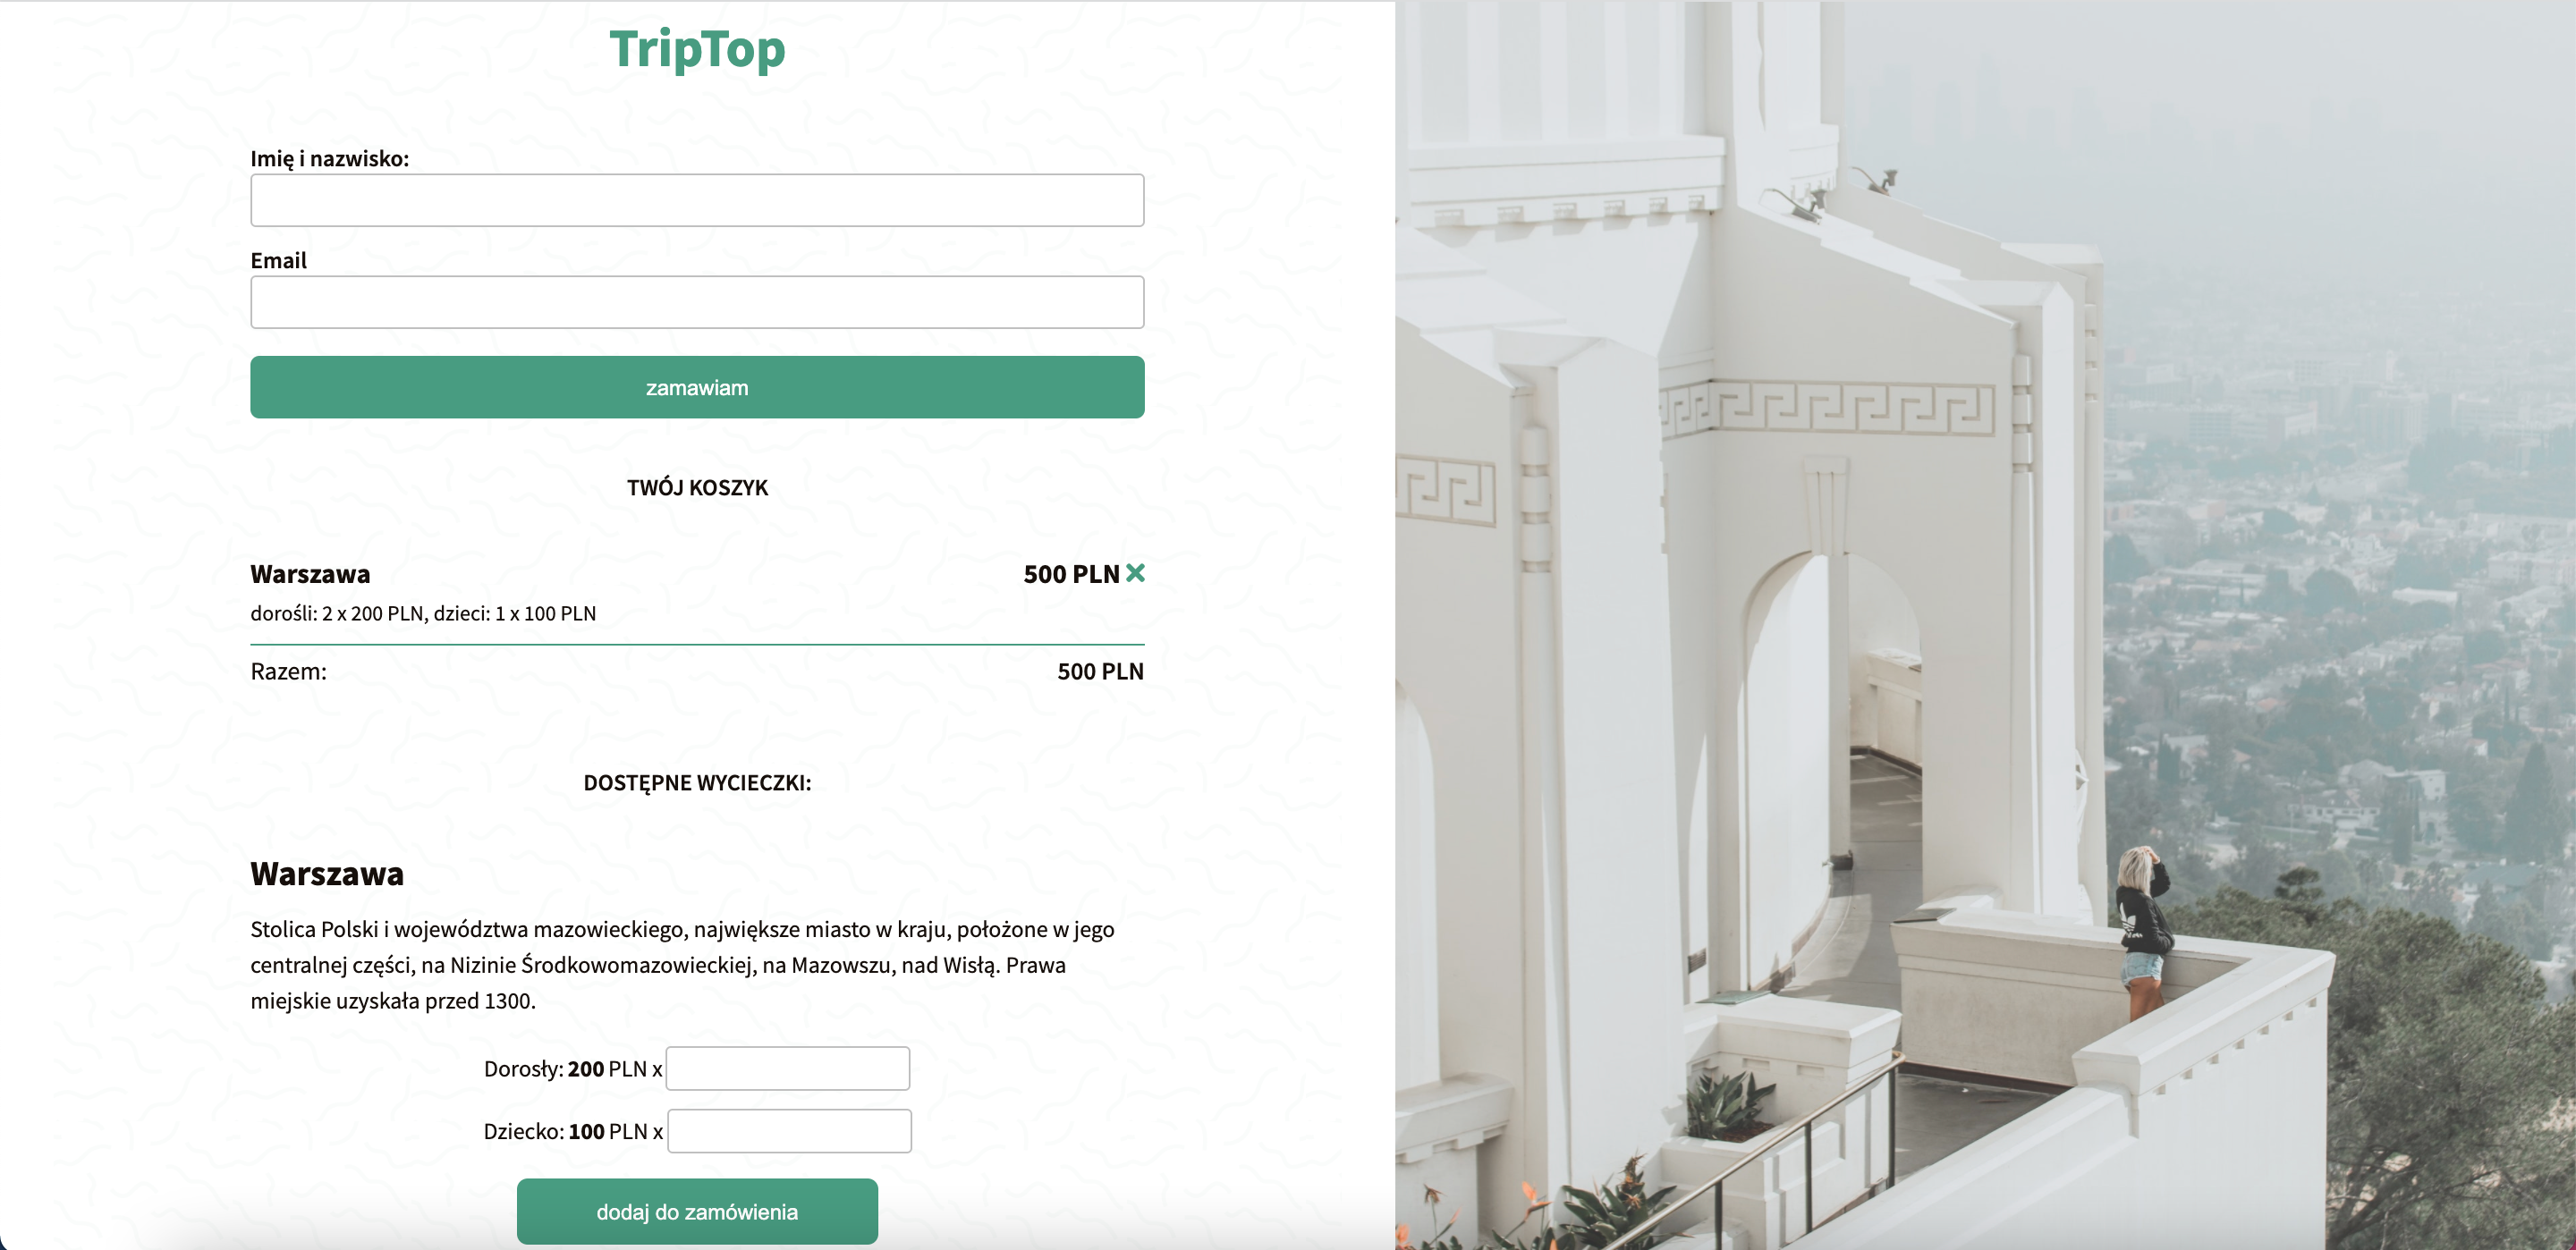 TripTop
Imię i nazwisko:
Email
zamawiam
TWÓJ KOSZYK
Warszawa 500 PLN
dorośli: 2 x 200 PLN, dzieci: 1 x 100 PLN
Razem: 500 PLN
DOSTĘPNE WYCIECZKI:
Warszawa
Stolica Polski i województwa mazowieckiego, największe miasto w kraju, położone w jego
centralnej części, na Nizinie Środkowomazowieckiej, na Mazowszu, nad Wisłą. Prawa
miejskie uzyskała przed 1300.
Dorosły: 200 PLN x
Dziecko: 100 PLN x
dodaj do zamówienia